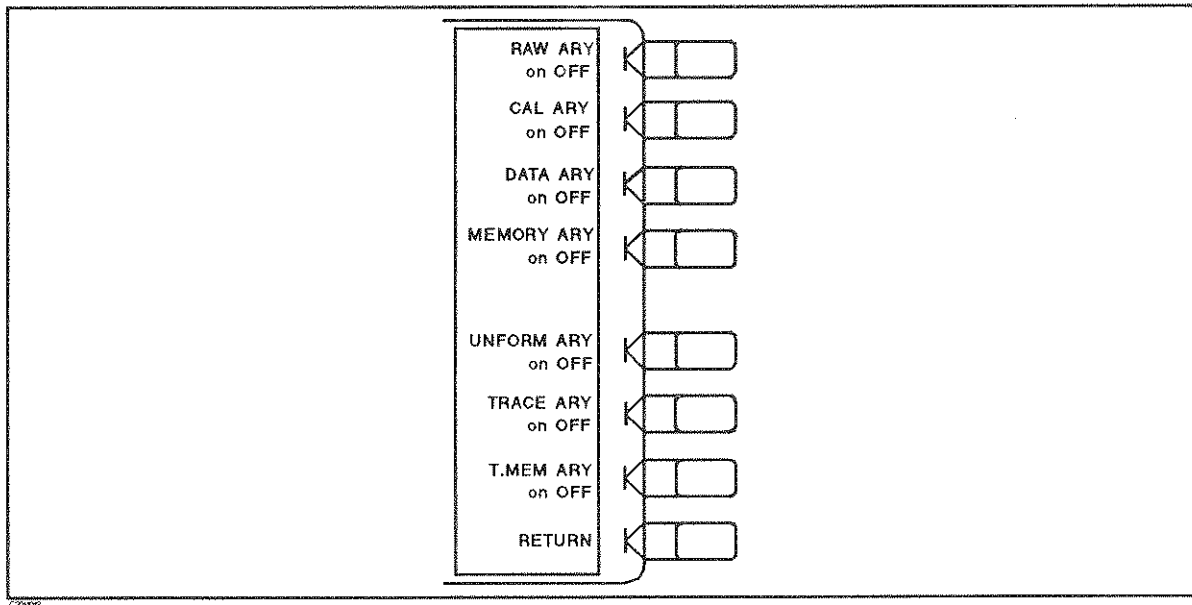 RAW ARY
on OFF
CAL ARY
on OFF
DATA ARY
on OFF
MEMORY ARY
on OFF
UNFORM ARY
on OFF
TRACE ARY
on OFF
T.MEM ARY
on OFF
RETURN